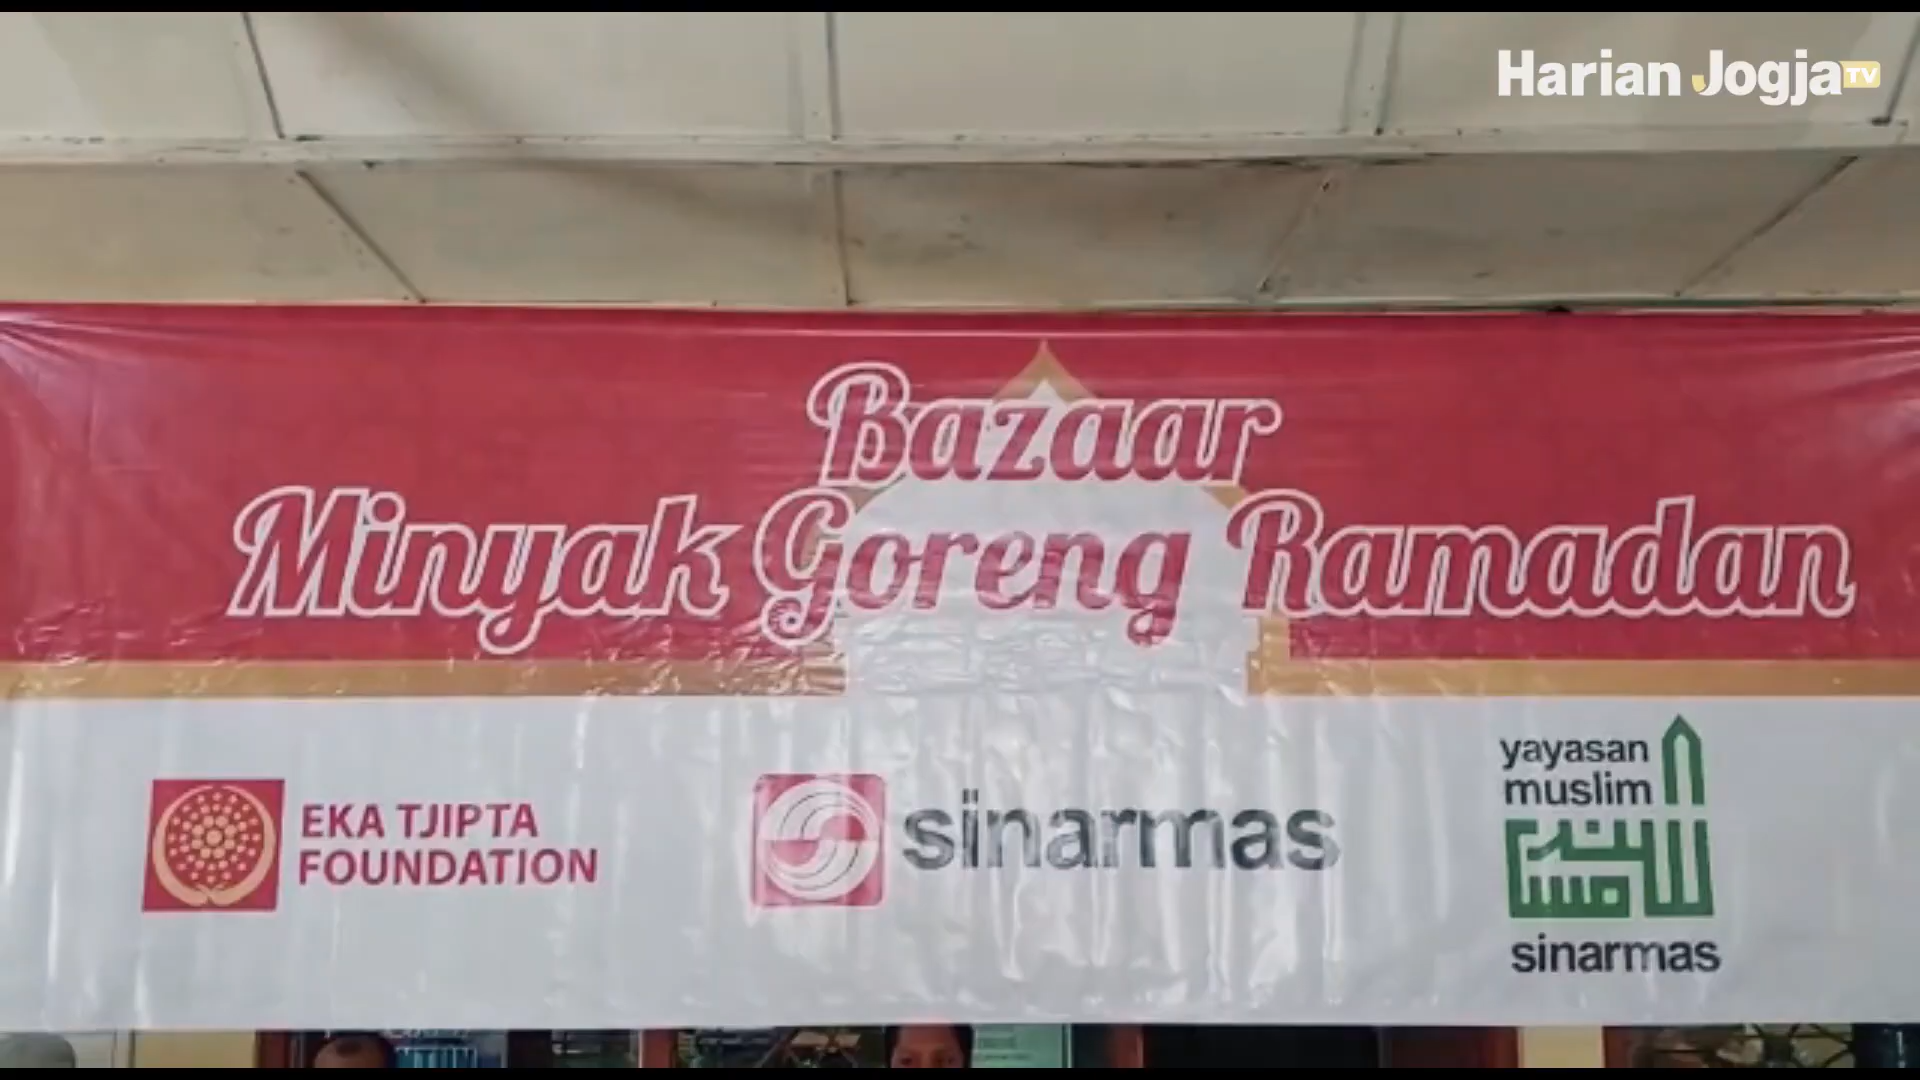 Harian Jogja TV
Bazaar
Minyak Goreng Ramadan
EKA TJIPTA
FOUNDATION
sinarmas
yayasan
muslim
sinarmas